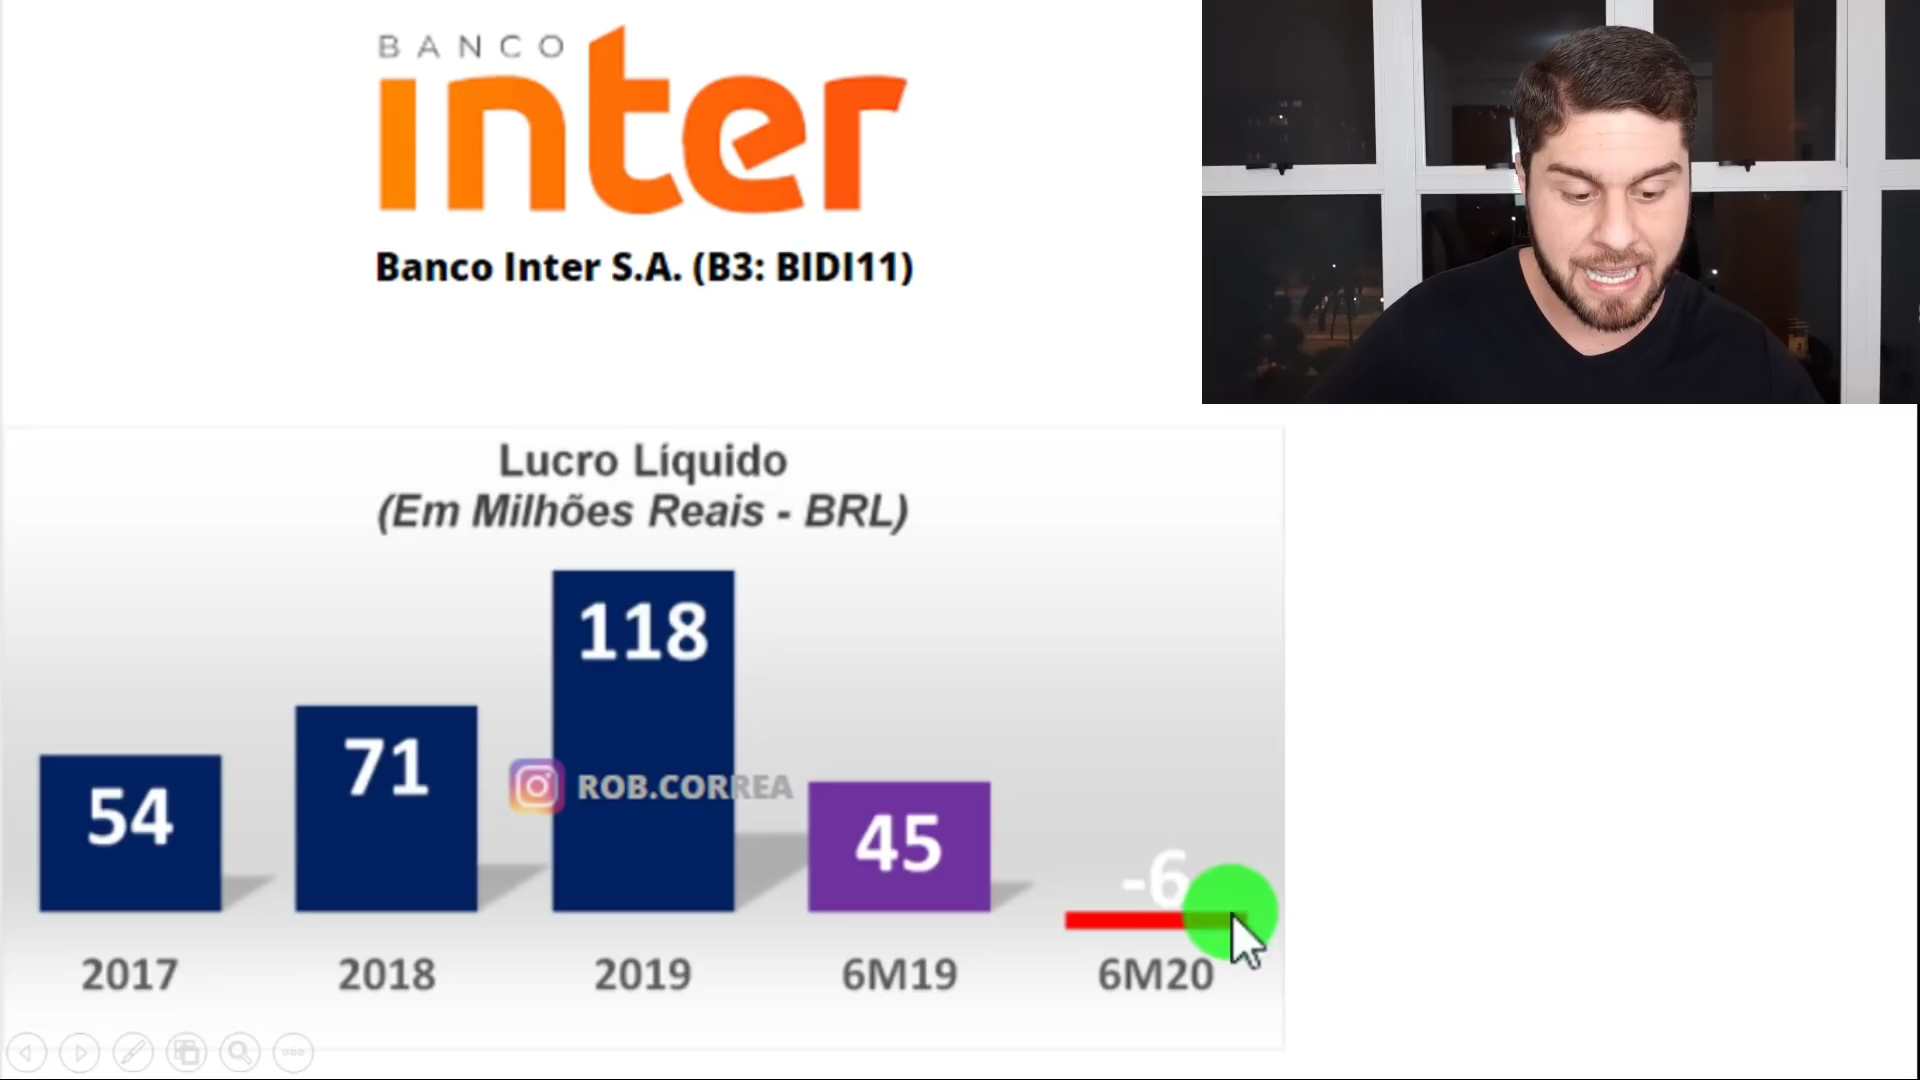 BANCO
inter
Banco Inter S.A. (B3: BIDI11)
Lucro Líquido
(Em Milhões Reais - BRL)
118
71
54
ROB.CORREA
45
-6
2017 2018 2019 6M19 6M20